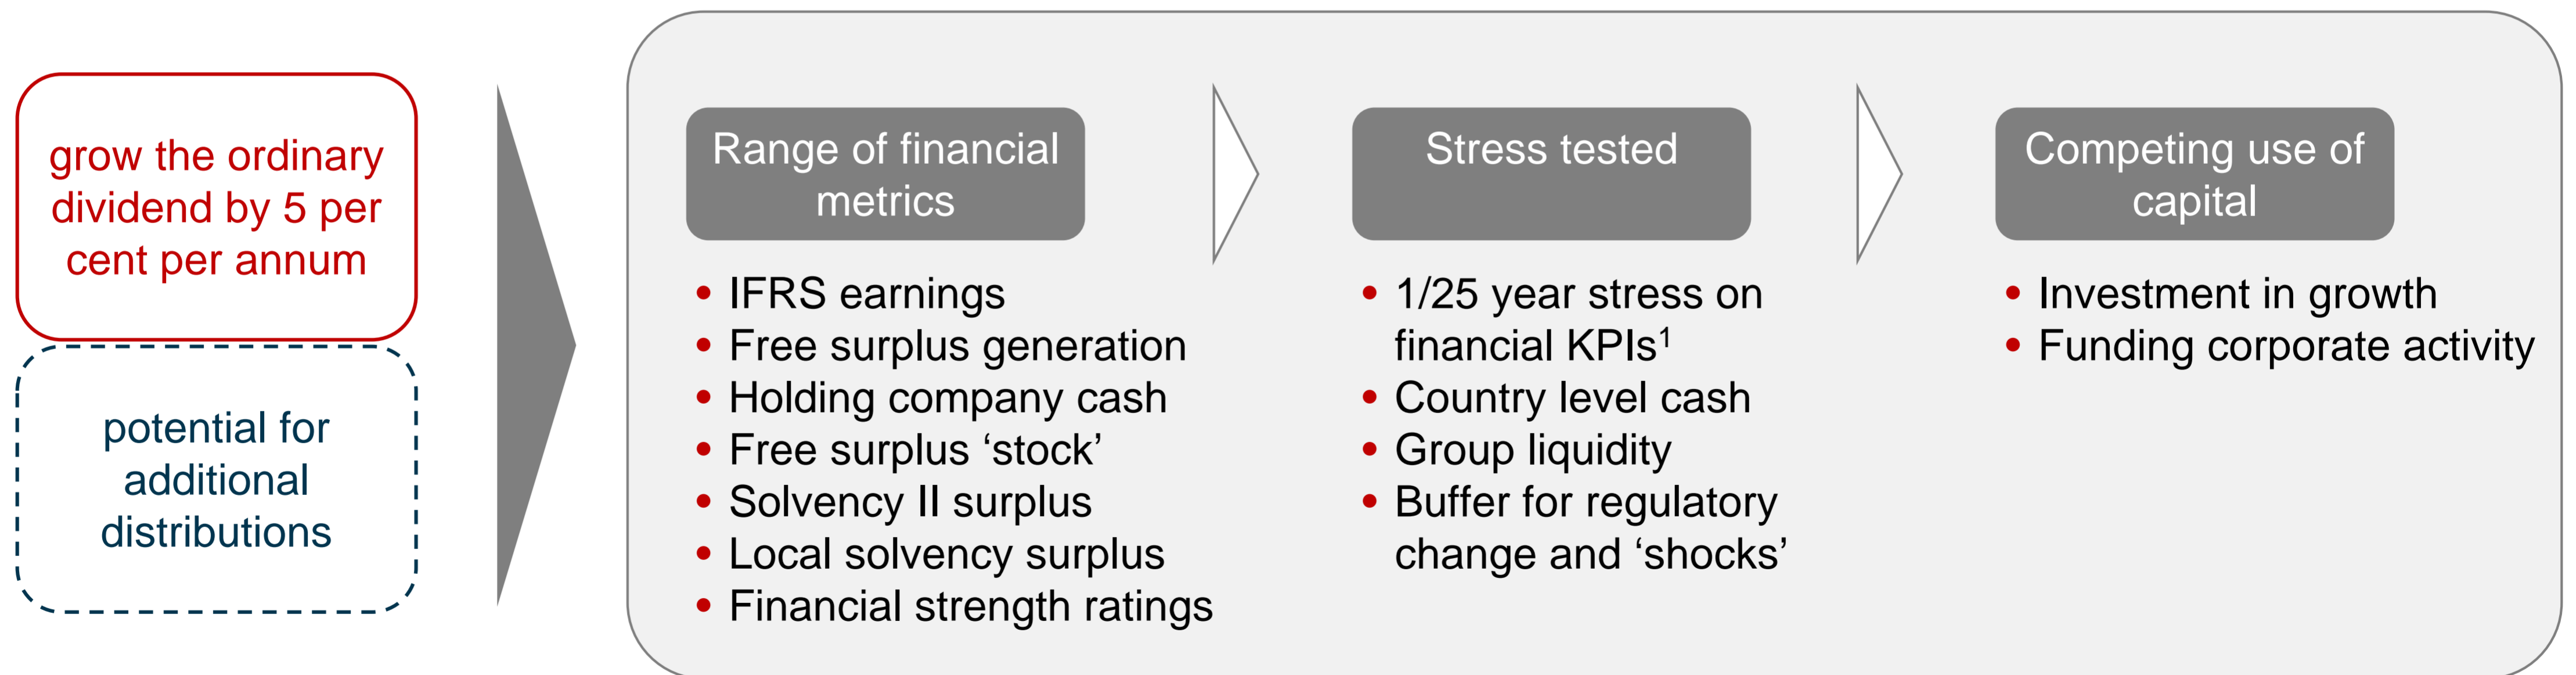 grow the ordinary
dividend by 5 per
cent per annum
potential for
additional
distributions
Range of financial
metrics
• IFRS earnings
• Free surplus generation
• Holding company cash
• Free surplus ‘stock’
• Solvency II surplus
• Local solvency surplus
• Financial strength ratings
Stress tested
• 1/25 year stress on
financial KPIs¹
• Country level cash
• Group liquidity
• Buffer for regulatory
change and ‘shocks’
Competing use of
capital
• Investment in growth
• Funding corporate activity